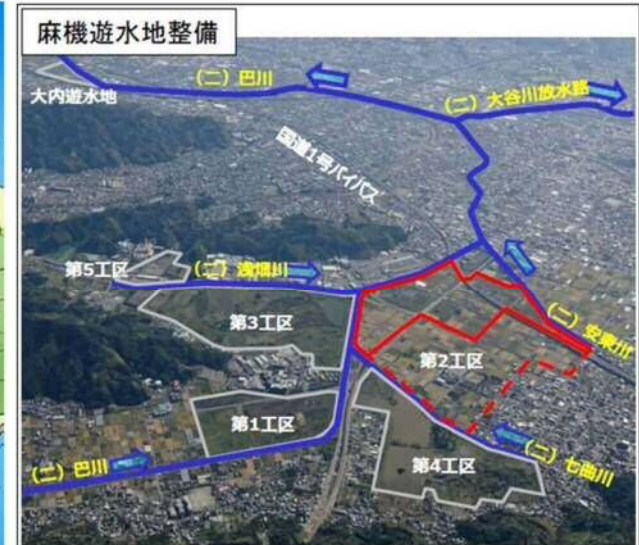 麻機遊水地整備
(二) 巴川
大内遊水地
(二) 大谷川放水路
国道1号バイパス
第5工区
(二) 浅畑川
第3工区
(二) 安東川
第2工区
第1工区
(二) 巴川
第4工区
(二) 七曲川